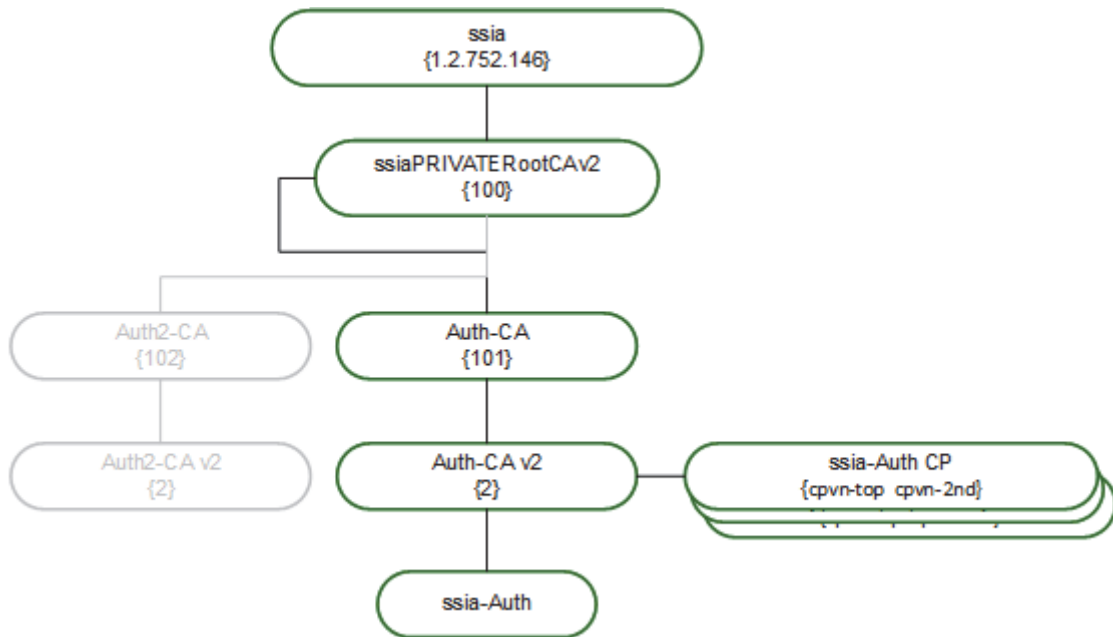 ssia
{1.2.752.146}
ssiaPRIVATERootCAv2
{100}
Auth2-CA
{102}
Auth-CA
{101}
Auth2-CA v2
{2}
Auth-CA v2
{2}
ssia-Auth CP
{cpvn-top cpvn-2nd}
ssia-Auth